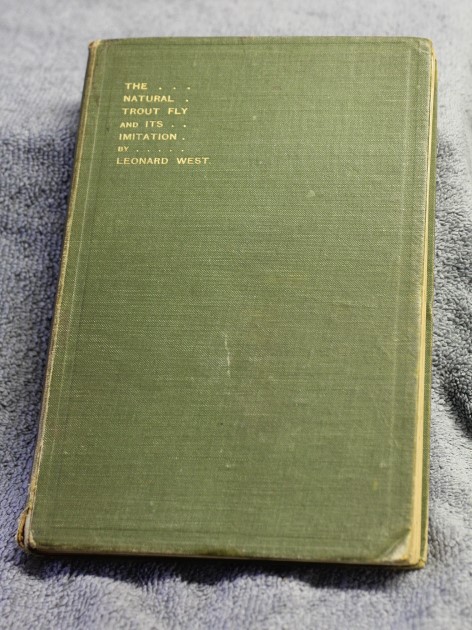 THE . . .
NATURAL .
TROUT FLY
AND ITS . .
IMITATION .
BY . . . . .
LEONARD WEST